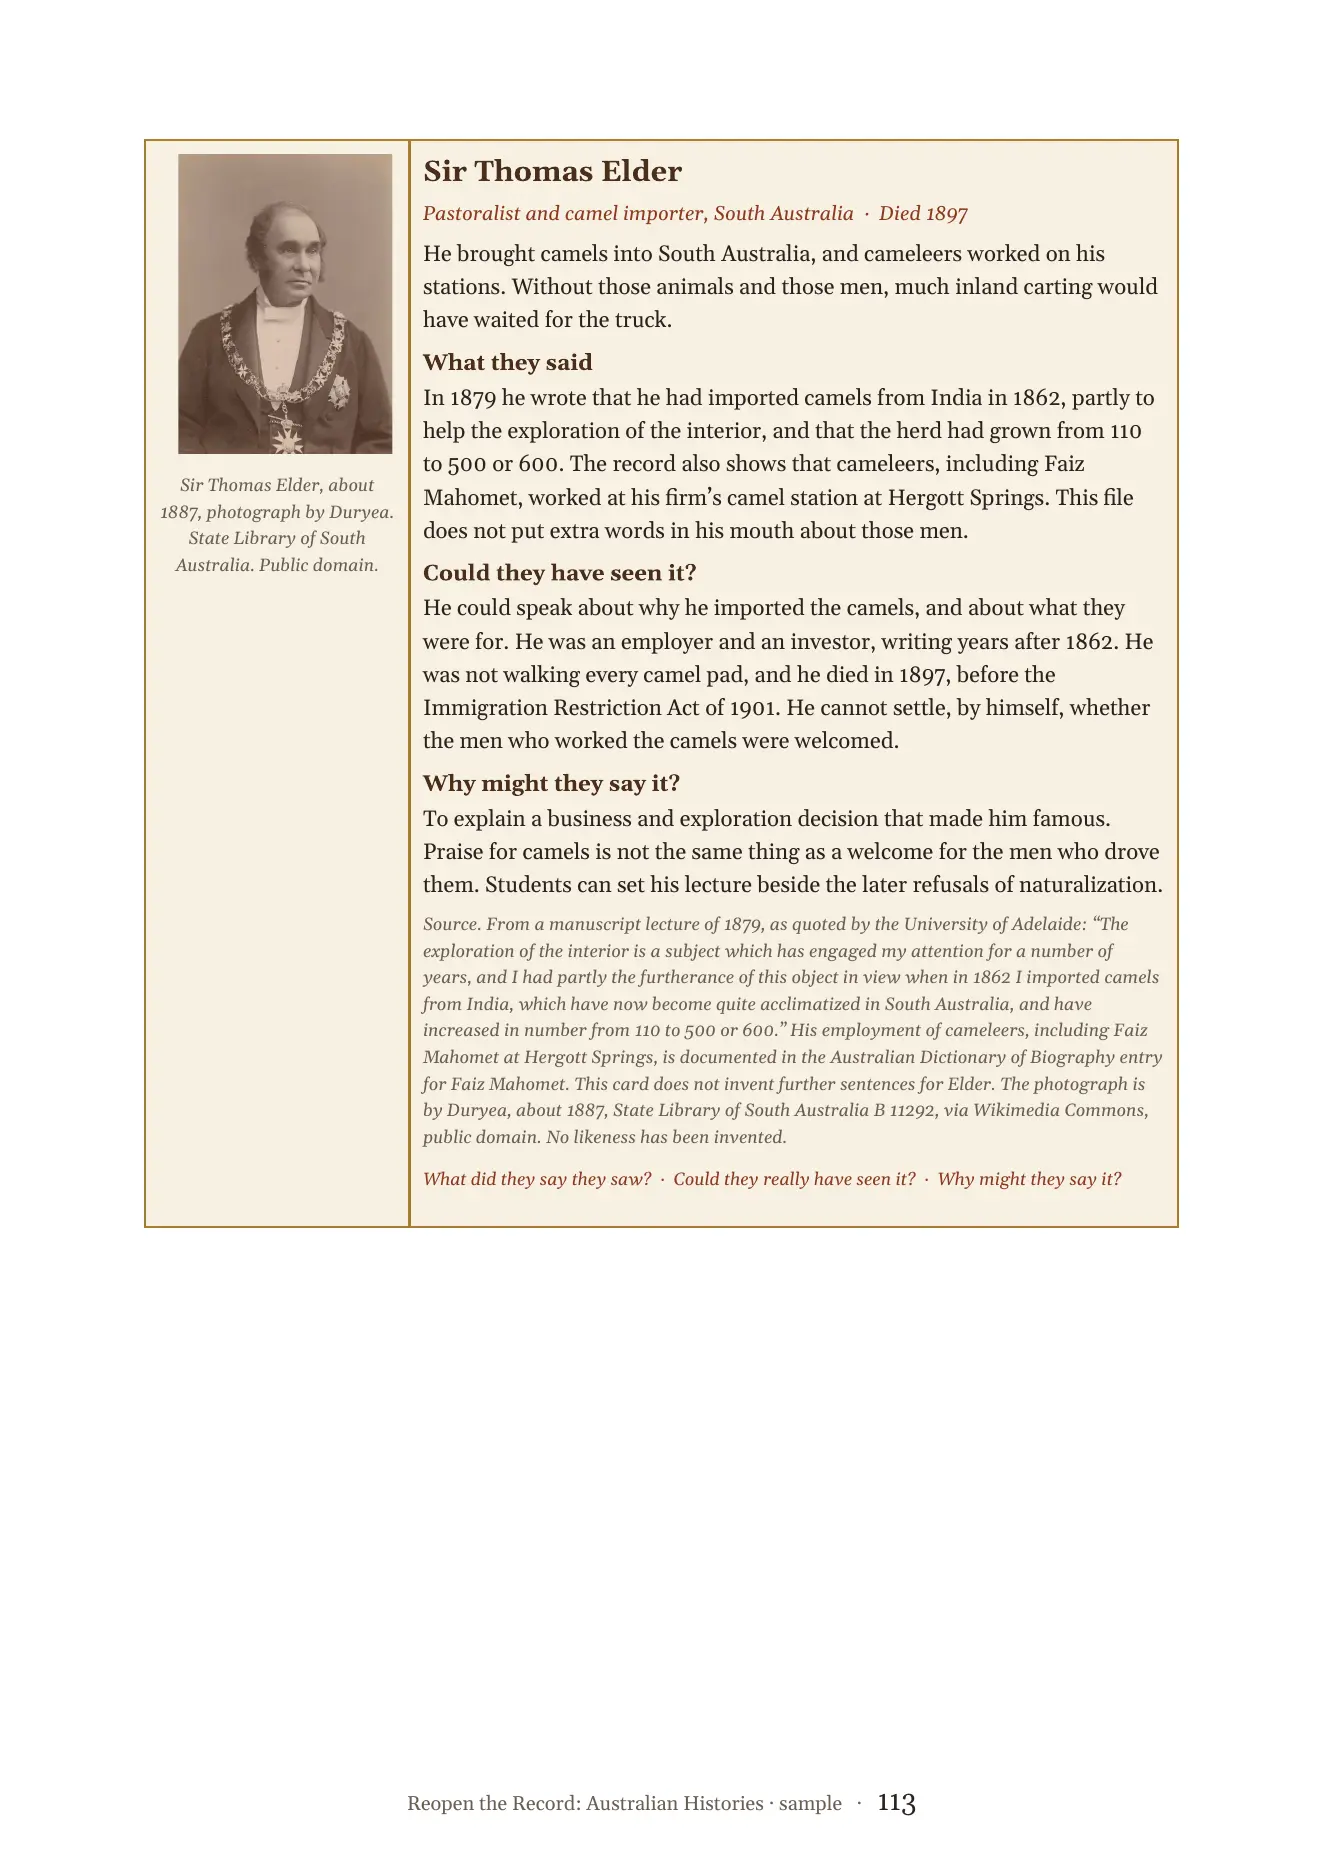 Sir Thomas Elder, about
1887, photograph by Duryea.
State Library of South
Australia. Public domain.
Sir Thomas Elder
Pastoralist and camel importer, South Australia · Died 1897
He brought camels into South Australia, and cameleers worked on his
stations. Without those animals and those men, much inland carting would
have waited for the truck.
What they said
In 1879 he wrote that he had imported camels from India in 1862, partly to
help the exploration of the interior, and that the herd had grown from 110
to 500 or 600. The record also shows that cameleers, including Faiz
Mahomet, worked at his firm’s camel station at Hergott Springs. This file
does not put extra words in his mouth about those men.
Could they have seen it?
He could speak about why he imported the camels, and about what they
were for. He was an employer and an investor, writing years after 1862. He
was not walking every camel pad, and he died in 1897, before the
Immigration Restriction Act of 1901. He cannot settle, by himself, whether
the men who worked the camels were welcomed.
Why might they say it?
To explain a business and exploration decision that made him famous.
Praise for camels is not the same thing as a welcome for the men who drove
them. Students can set his lecture beside the later refusals of naturalization.
Source. From a manuscript lecture of 1879, as quoted by the University of Adelaide: “The
exploration of the interior is a subject which has engaged my attention for a number of
years, and I had partly the furtherance of this object in view when in 1862 I imported camels
from India, which have now become quite acclimatized in South Australia, and have
increased in number from 110 to 500 or 600.” His employment of cameleers, including Faiz
Mahomet at Hergott Springs, is documented in the Australian Dictionary of Biography entry
for Faiz Mahomet. This card does not invent further sentences for Elder. The photograph is
by Duryea, about 1887, State Library of South Australia B 11292, via Wikimedia Commons,
public domain. No likeness has been invented.
What did they say they saw? · Could they really have seen it? · Why might they say it?
Reopen the Record: Australian Histories · sample · 113